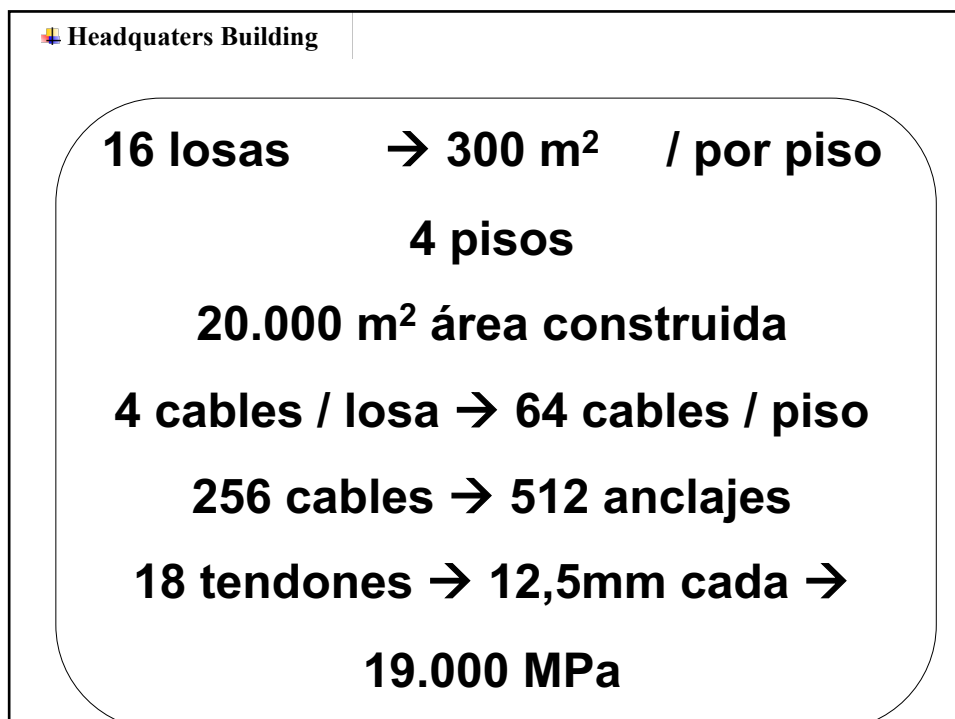 Headquaters Building
16 losas → 300 m² / por piso
4 pisos
20.000 m² área construida
4 cables / losa → 64 cables / piso
256 cables → 512 anclajes
18 tendones → 12,5mm cada →
19.000 MPa